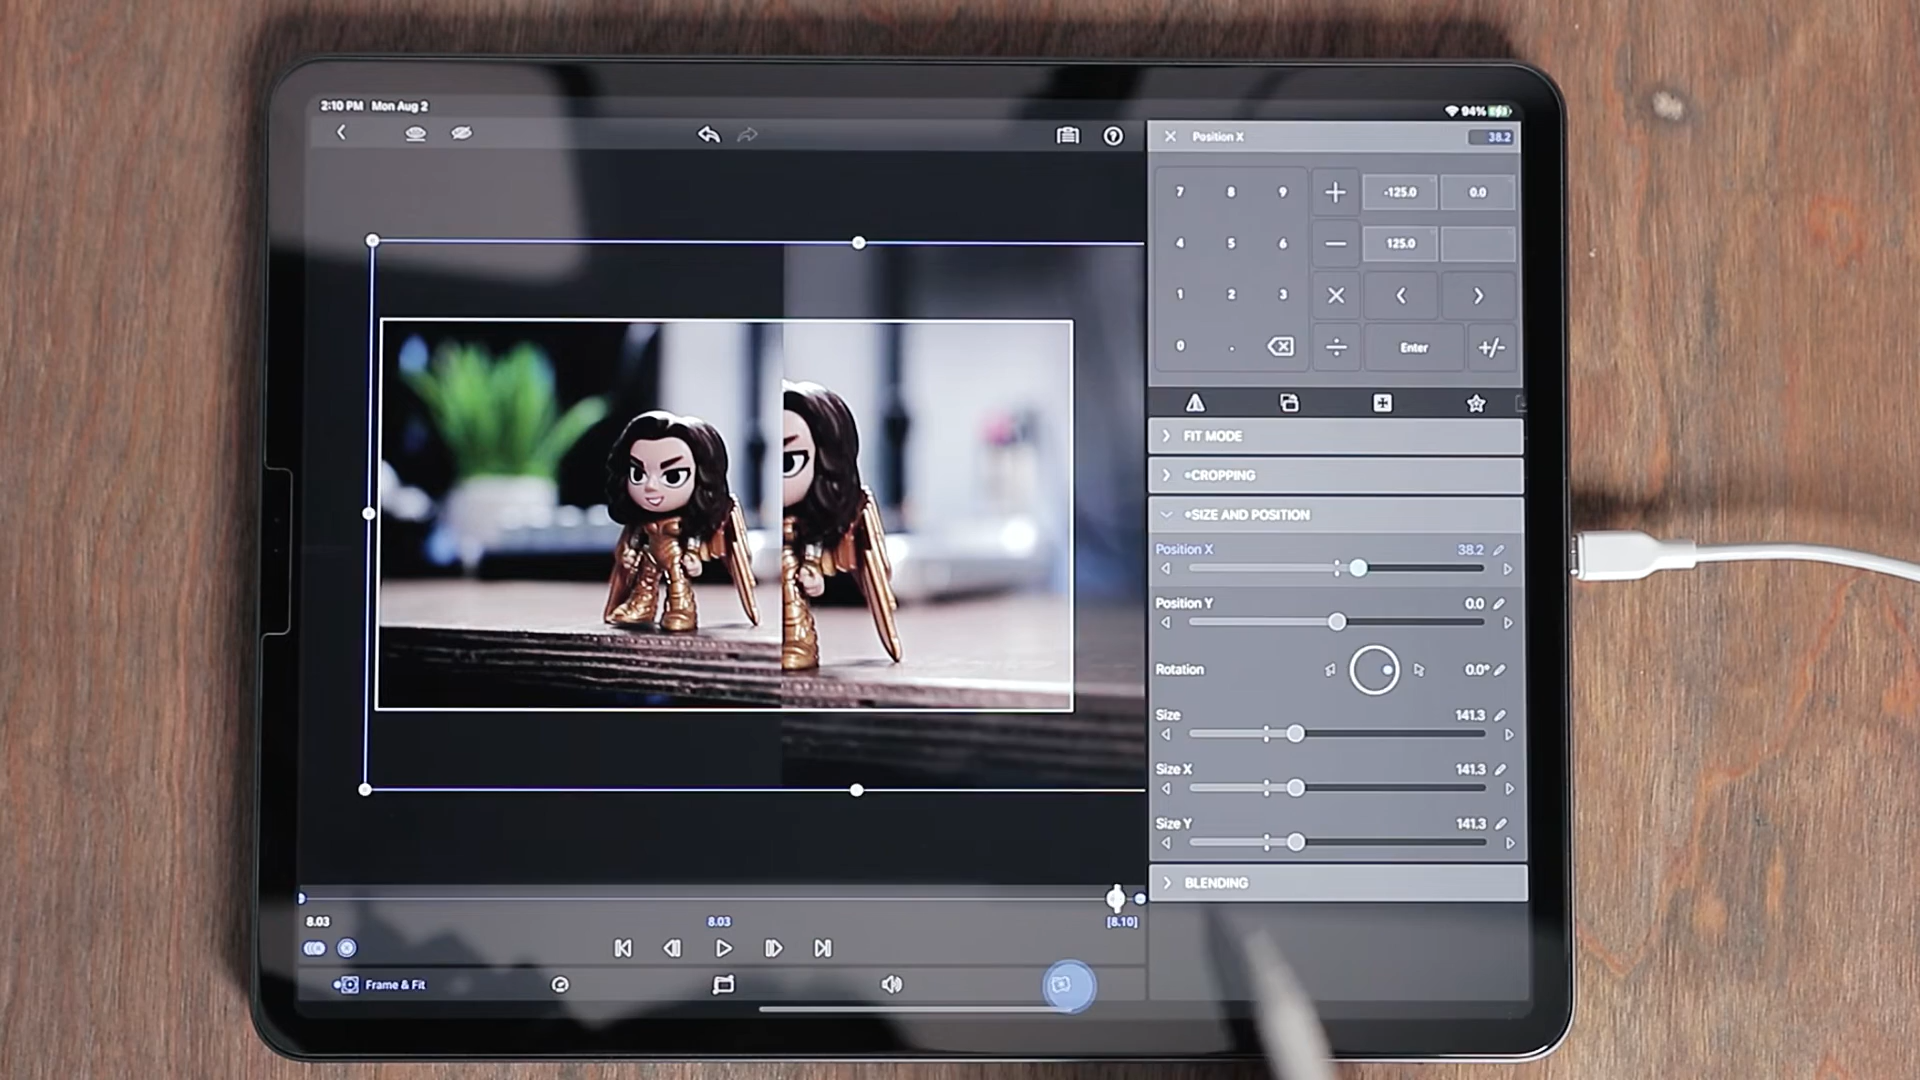 2:10 PM Mon Aug 2
94%
Position X 38.2
7 8 9 + -125.0 0.0
4 5 6 — 125.0
1 2 3 × < >
0 . ÷ Enter +/-
> FIT MODE
> •CROPPING
•SIZE AND POSITION
Position X 38.2
Position Y 0.0
Rotation 0.0°
Size 141.3
Size X 141.3
Size Y 141.3
> BLENDING
8.03 8.03 [8.10]
Frame & Fit